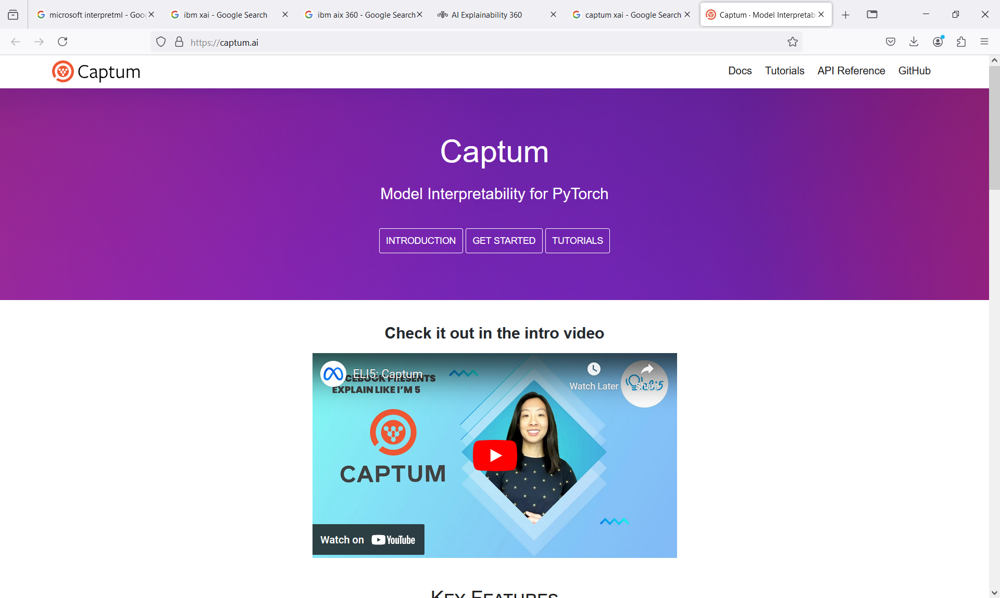 microsoft interpretml - Goo
ibm xai - Google Search
ibm aix 360 - Google Search
AI Explainability 360
captum xai - Google Search
Captum · Model Interpretab
https://captum.ai
Captum
Docs
Tutorials
API Reference
GitHub
Captum
Model Interpretability for PyTorch
INTRODUCTION
GET STARTED
TUTORIALS
Check it out in the intro video
ELI5: Captum
FACEBOOK PRESENTS
EXPLAIN LIKE I'M 5
Watch Later
Share
eli5
CAPTUM
Watch on YouTube
KEY FEATURES